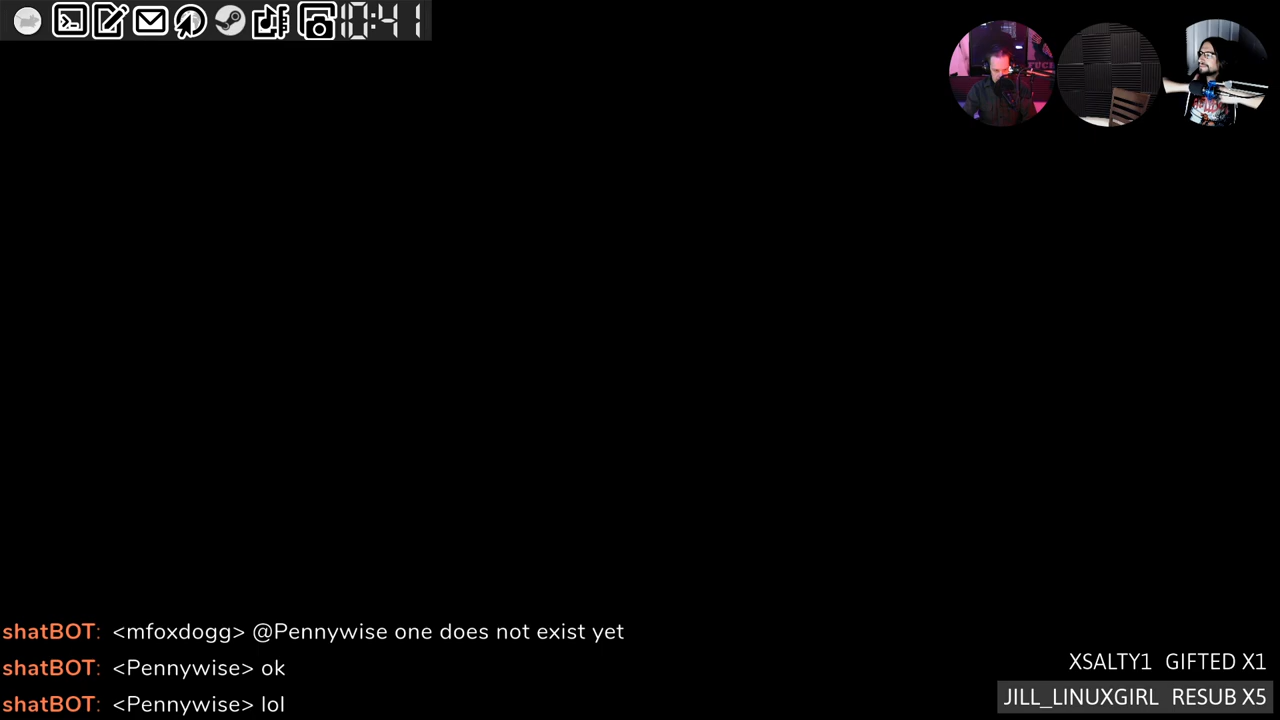 10:41
shatBOT: <mfoxdogg> @Pennywise one does not exist yet
shatBOT: <Pennywise> ok
shatBOT: <Pennywise> lol
XSALTY1 GIFTED X1
JILL_LINUXGIRL RESUB X5